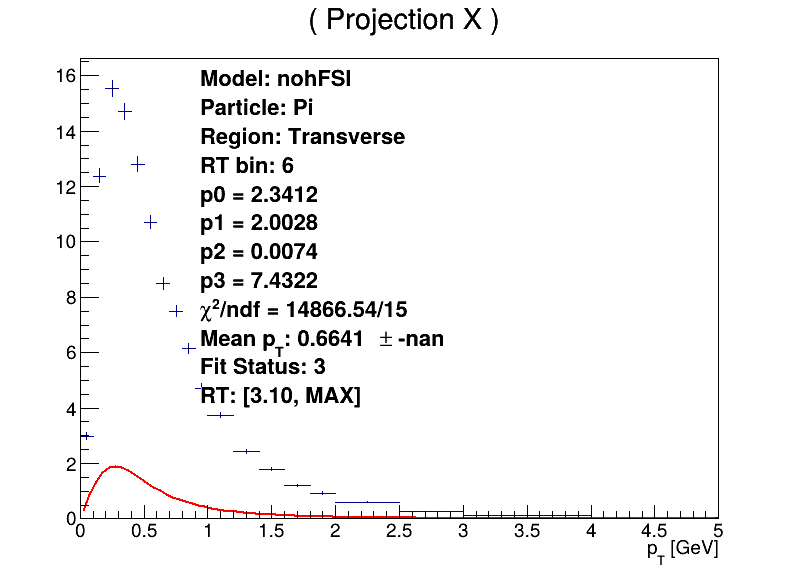 ( Projection X )
Model: nohFSI
Particle: Pi
Region: Transverse
RT bin: 6
p0 = 2.3412
p1 = 2.0028
p2 = 0.0074
p3 = 7.4322
χ²/ndf = 14866.54/15
Mean p_T: 0.6641 ± -nan
Fit Status: 3
RT: [3.10, MAX]
16
14
12
10
8
6
4
2
0
0 0.5 1 1.5 2 2.5 3 3.5 4 4.5 5
p_T [GeV]